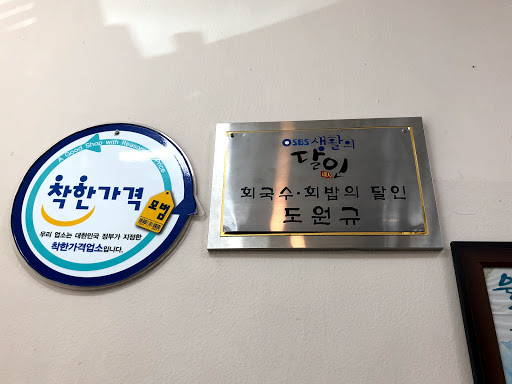 A Good Shop with Reasonable Price
착한가격
모범
우리 업소는 대한민국 정부가 지정한
착한가격업소입니다.
SBS 생활의
달인
회국수·회밥의 달인
도원규